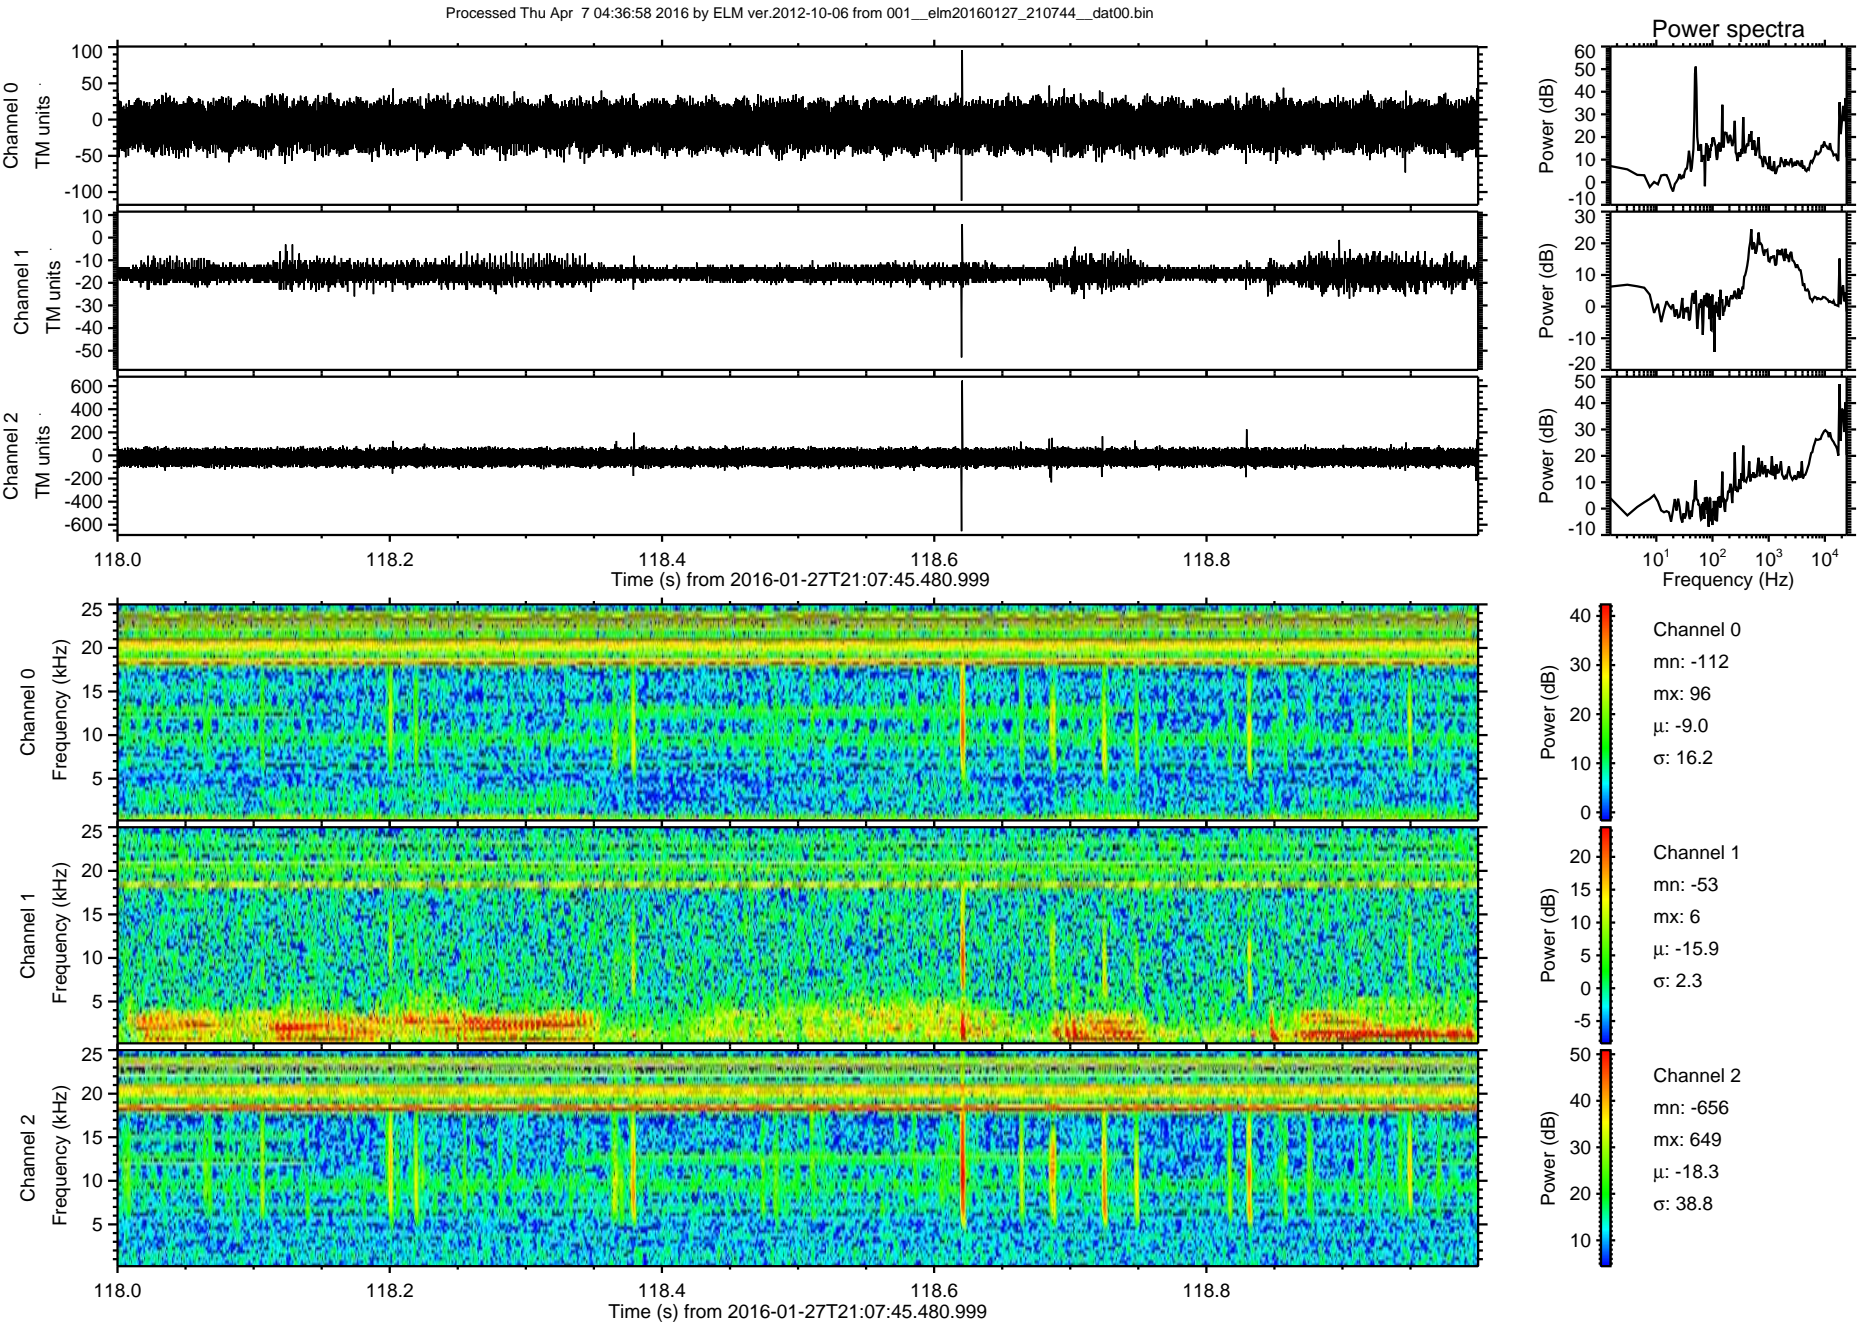 Processed Thu Apr  7 04:36:58 2016 by ELM ver.2012-10-06 from 001__elm20160127_210744__dat00.bin
Power spectra
Channel 0
TM units
100
50
0
-50
-100
Power (dB)
60
50
40
30
20
10
0
-10
Channel 1
TM units
10
0
-10
-20
-30
-40
-50
Power (dB)
30
20
10
0
-10
-20
Channel 2
TM units
600
400
200
0
-200
-400
-600
Power (dB)
50
40
30
20
10
0
-10
118.0
118.2
118.4
118.6
118.8
Time (s) from 2016-01-27T21:07:45.480.999
10¹
10²
10³
10⁴
Frequency (Hz)
Channel 0
Frequency (kHz)
25
20
15
10
5
Power (dB)
40
30
20
10
0
Channel 0
mn: -112
mx: 96
μ: -9.0
σ: 16.2
Channel 1
Frequency (kHz)
25
20
15
10
5
Power (dB)
20
15
10
5
0
-5
Channel 1
mn: -53
mx: 6
μ: -15.9
σ: 2.3
Channel 2
Frequency (kHz)
25
20
15
10
5
Power (dB)
50
40
30
20
10
Channel 2
mn: -656
mx: 649
μ: -18.3
σ: 38.8
118.0
118.2
118.4
118.6
118.8
Time (s) from 2016-01-27T21:07:45.480.999